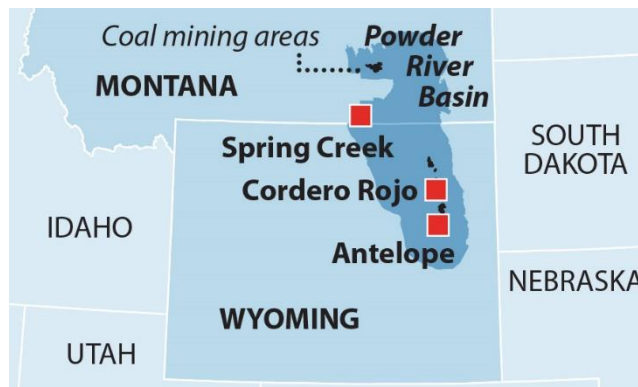 Coal mining areas
Powder
River
Basin
MONTANA
Spring Creek
SOUTH
DAKOTA
Cordero Rojo
IDAHO
Antelope
NEBRASKA
WYOMING
UTAH